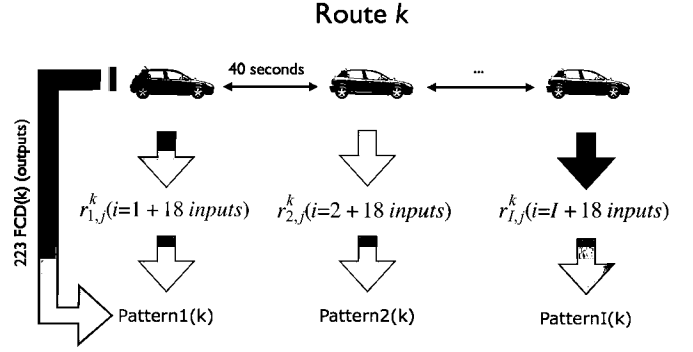 Route k
40 seconds
...
223 FCD(k) (outputs)
r^k_{1,j}(i=1 + 18 inputs)
r^k_{2,j}(i=2 + 18 inputs)
r^k_{I,j}(i=I + 18 inputs)
Pattern1(k)
Pattern2(k)
PatternI(k)